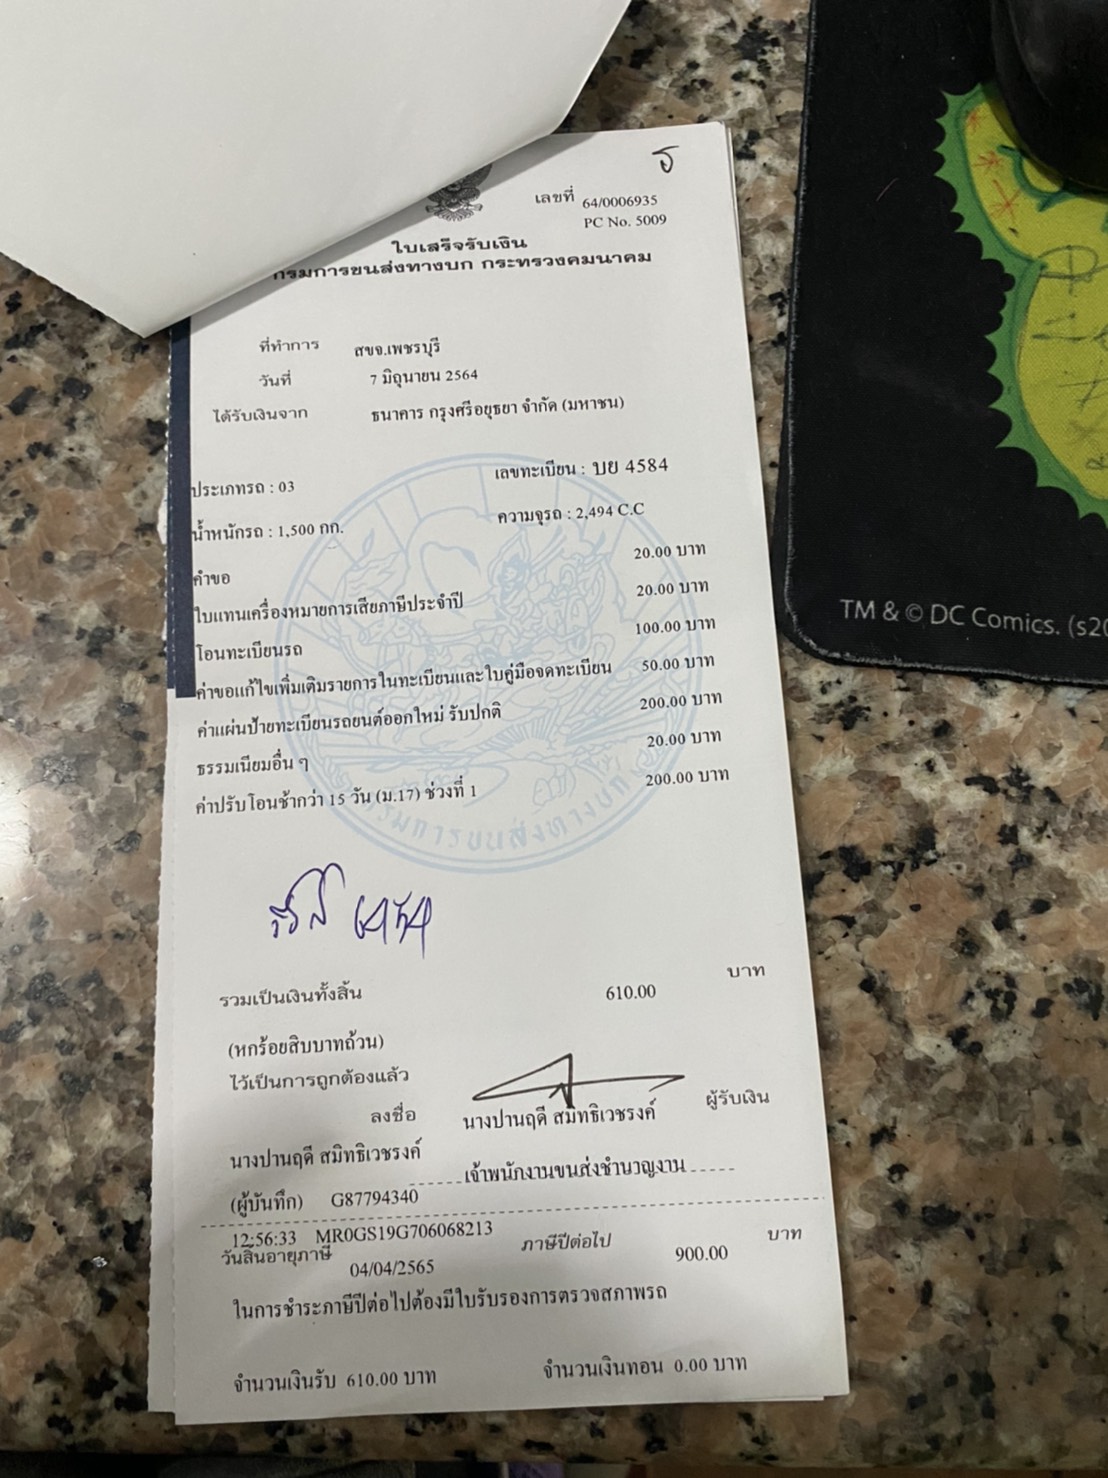 เลขที่ 64/0006935
PC No. 5009
ใบเสร็จรับเงิน
กรมการขนส่งทางบก กระทรวงคมนาคม
ที่ทำการ สขจ.เพชรบุรี
วันที่ 7 มิถุนายน 2564
ได้รับเงินจาก ธนาคาร กรุงศรีอยุธยา จำกัด (มหาชน)
ประเภทรถ : 03 เลขทะเบียน : บย 4584
น้ำหนักรถ : 1,500 กก. ความจุรถ : 2,494 C.C
คำขอ 20.00 บาท
ใบแทนเครื่องหมายการเสียภาษีประจำปี 20.00 บาท
โอนทะเบียนรถ 100.00 บาท
ค่าขอแก้ไขเพิ่มเติมรายการในทะเบียนและใบคู่มือจดทะเบียน 50.00 บาท
ค่าแผ่นป้ายทะเบียนรถยนต์ออกใหม่ รับปกติ 200.00 บาท
ธรรมเนียมอื่น ๆ 20.00 บาท
ค่าปรับโอนช้ากว่า 15 วัน (ม.17) ช่วงที่ 1 200.00 บาท
กรมการขนส่งทางบก
รวมเป็นเงินทั้งสิ้น 610.00 บาท
(หกร้อยสิบบาทถ้วน)
ไว้เป็นการถูกต้องแล้ว
ลงชื่อ นางปานฤดี สมิทธิเวชรงค์ ผู้รับเงิน
นางปานฤดี สมิทธิเวชรงค์ เจ้าพนักงานขนส่งชำนาญงาน
(ผู้บันทึก) G87794340
12:56:33 MR0GS19G706068213
วันสิ้นอายุภาษี 04/04/2565 ภาษีปีต่อไป 900.00 บาท
ในการชำระภาษีปีต่อไปต้องมีใบรับรองการตรวจสภาพรถ
จำนวนเงินรับ 610.00 บาท จำนวนเงินทอน 0.00 บาท
TM & © DC Comics. (s20